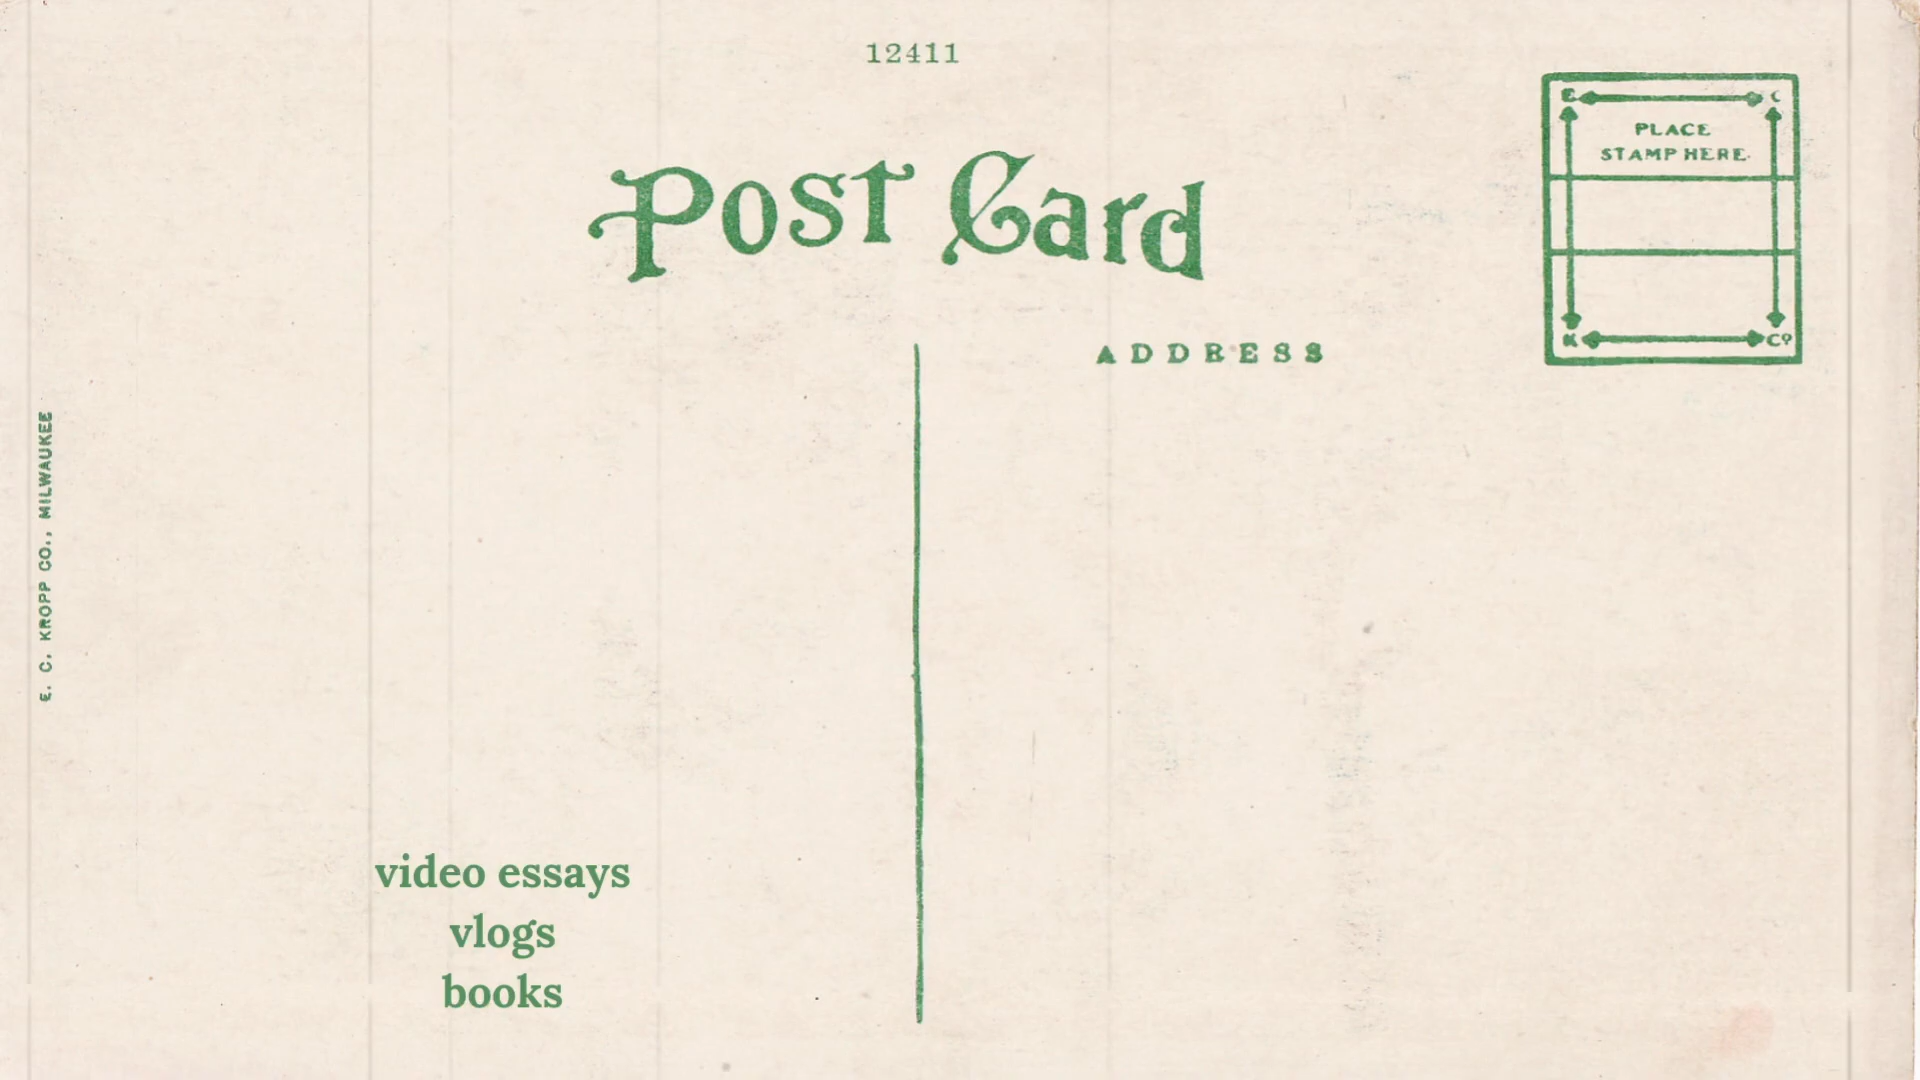 12411
Post Card
E C
PLACE
STAMP HERE
K Co
ADDRESS
E. C. KROPP CO., MILWAUKEE
video essays
vlogs
books